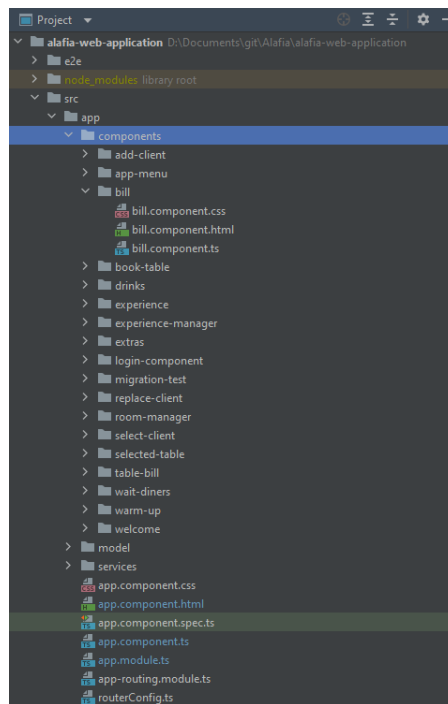 Project
alafia-web-application D:\Documents\git\Alafia\alafia-web-application
e2e
node_modules library root
src
app
components
add-client
app-menu
bill
bill.component.css
bill.component.html
bill.component.ts
book-table
drinks
experience
experience-manager
extras
login-component
migration-test
replace-client
room-manager
select-client
selected-table
table-bill
wait-diners
warm-up
welcome
model
services
app.component.css
app.component.html
app.component.spec.ts
app.component.ts
app.module.ts
app-routing.module.ts
routerConfig.ts